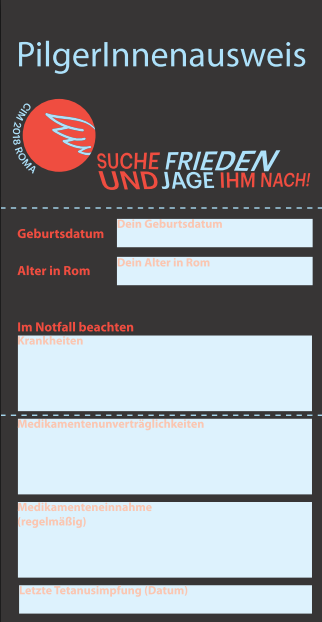 PilgerInnenausweis
CIM 2018 ROMA
SUCHE FRIEDEN
UND JAGE IHM NACH!
Geburtsdatum
Dein Geburtsdatum
Alter in Rom
Dein Alter in Rom
Im Notfall beachten
Krankheiten
Medikamentenunverträglichkeiten
Medikamenteneinnahme
(regelmäßig)
Letzte Tetanusimpfung (Datum)